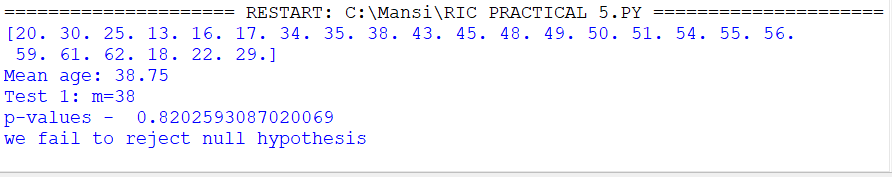 ==================== RESTART: C:\Mansi\RIC PRACTICAL 5.PY ====================
[20. 30. 25. 13. 16. 17. 34. 35. 38. 43. 45. 48. 49. 50. 51. 54. 55. 56.
 59. 61. 62. 18. 22. 29.]
Mean age: 38.75
Test 1: m=38
p-values -  0.8202593087020069
we fail to reject null hypothesis